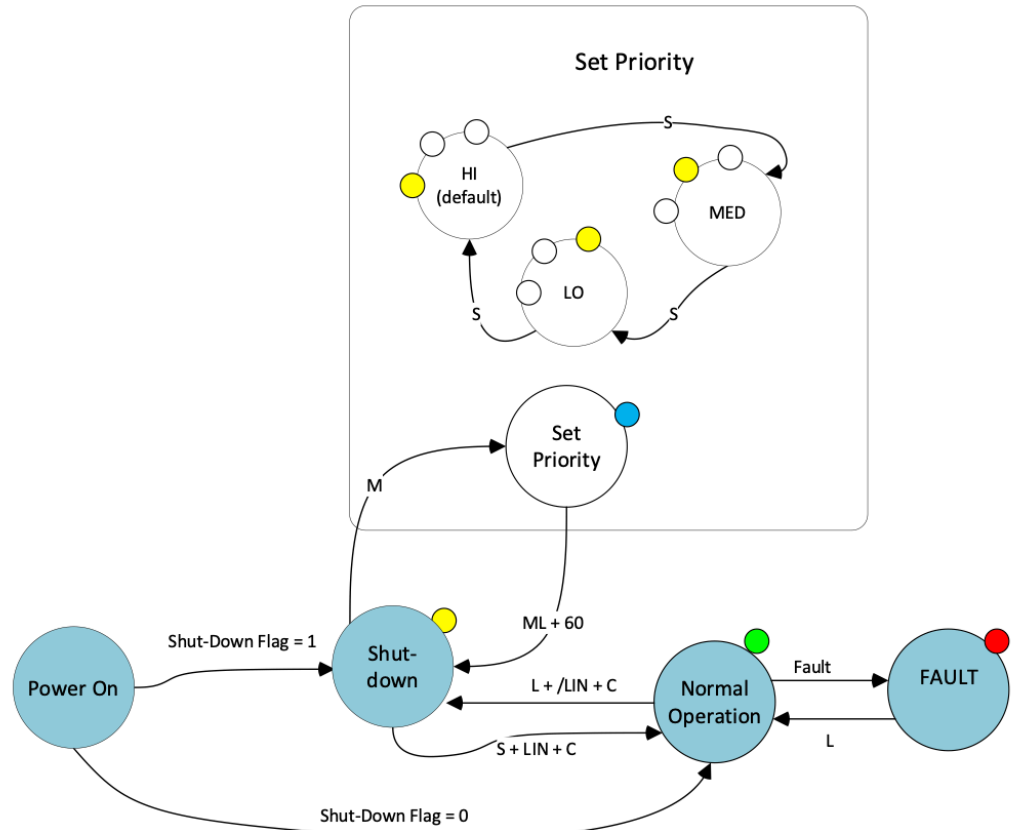 Set Priority
S
HI
(default)
MED
LO
S
S
Set
Priority
M
ML + 60
Shut-Down Flag = 1
Shut-
down
Power On
L + /LIN + C
Normal
Operation
Fault
FAULT
S + LIN + C
L
Shut-Down Flag = 0